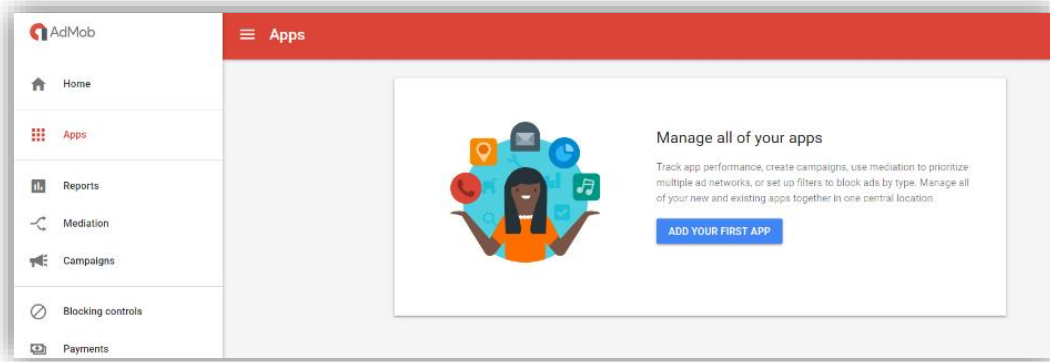 AdMob
Home
Apps
Reports
Mediation
Campaigns
Blocking controls
Payments
Apps
Manage all of your apps
Track app performance, create campaigns, use mediation to prioritize
multiple ad networks, or set up filters to block ads by type. Manage all
of your new and existing apps together in one central location.
ADD YOUR FIRST APP